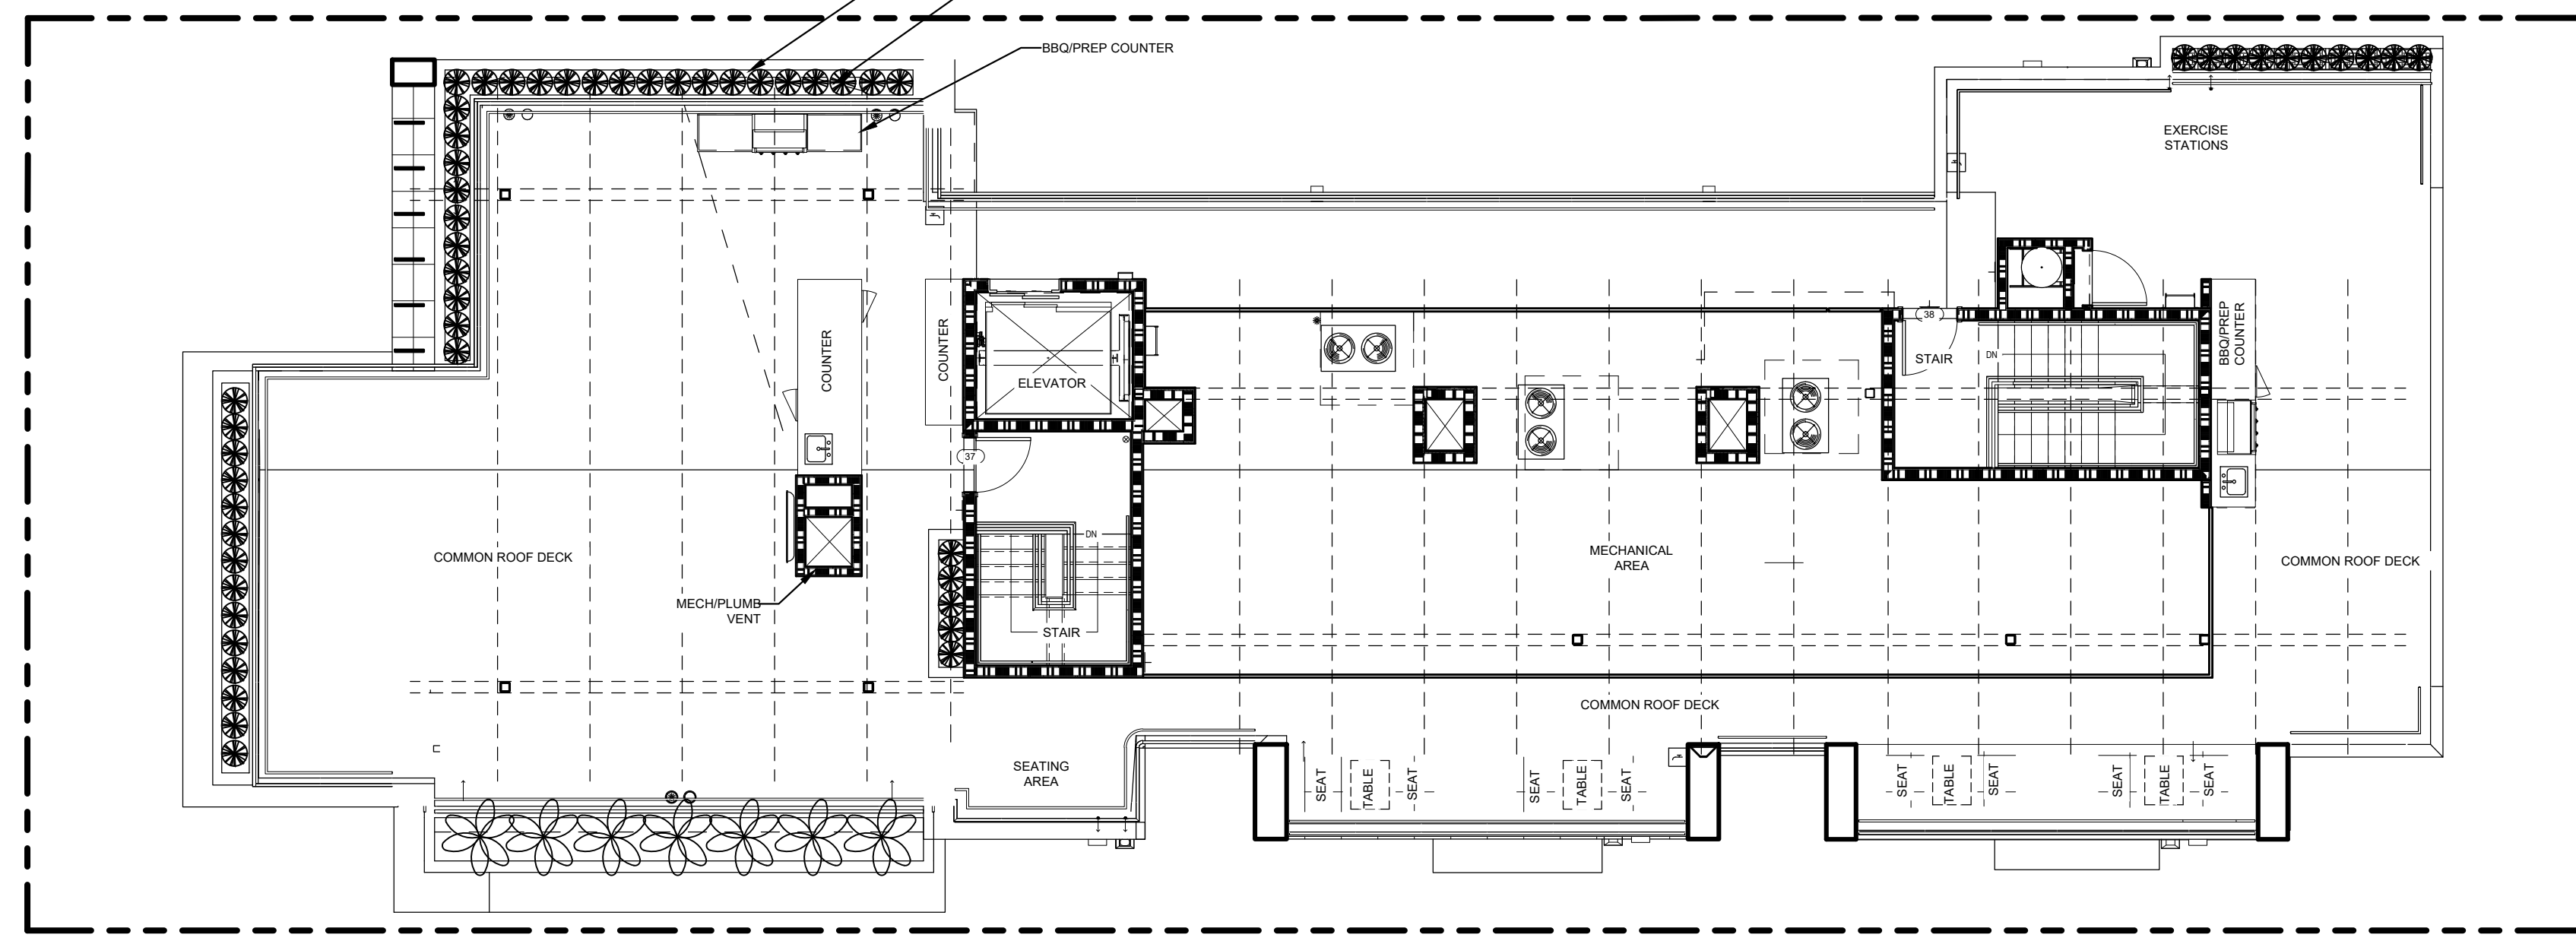 BBQ/PREP COUNTER
EXERCISE
STATIONS
COUNTER
COUNTER
ELEVATOR
37
38
STAIR
DN
BBQ/PREP
COUNTER
COMMON ROOF DECK
MECH/PLUMB
VENT
DN
STAIR
MECHANICAL
AREA
COMMON ROOF DECK
COMMON ROOF DECK
SEATING
AREA
SEAT
TABLE
SEAT
SEAT
TABLE
SEAT
SEAT
TABLE
SEAT
SEAT
TABLE
SEAT